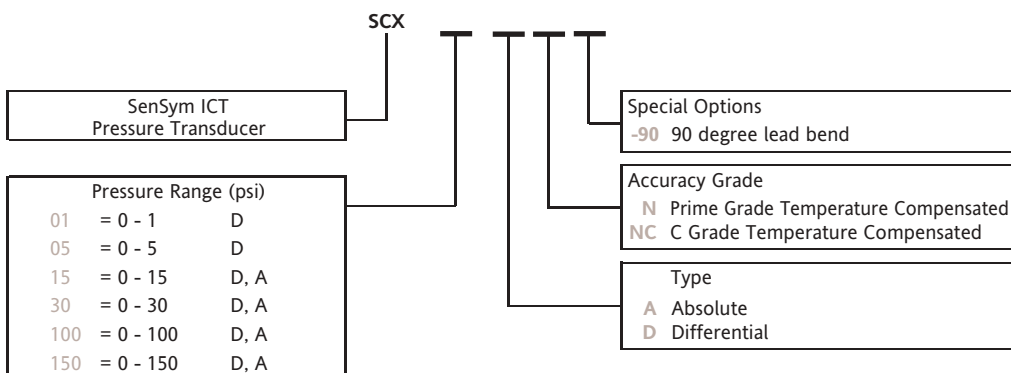 SCX
SenSym ICT
Pressure Transducer
Pressure Range (psi)
01 = 0 - 1 D
05 = 0 - 5 D
15 = 0 - 15 D, A
30 = 0 - 30 D, A
100 = 0 - 100 D, A
150 = 0 - 150 D, A
Special Options
-90 90 degree lead bend
Accuracy Grade
N Prime Grade Temperature Compensated
NC C Grade Temperature Compensated
Type
A Absolute
D Differential